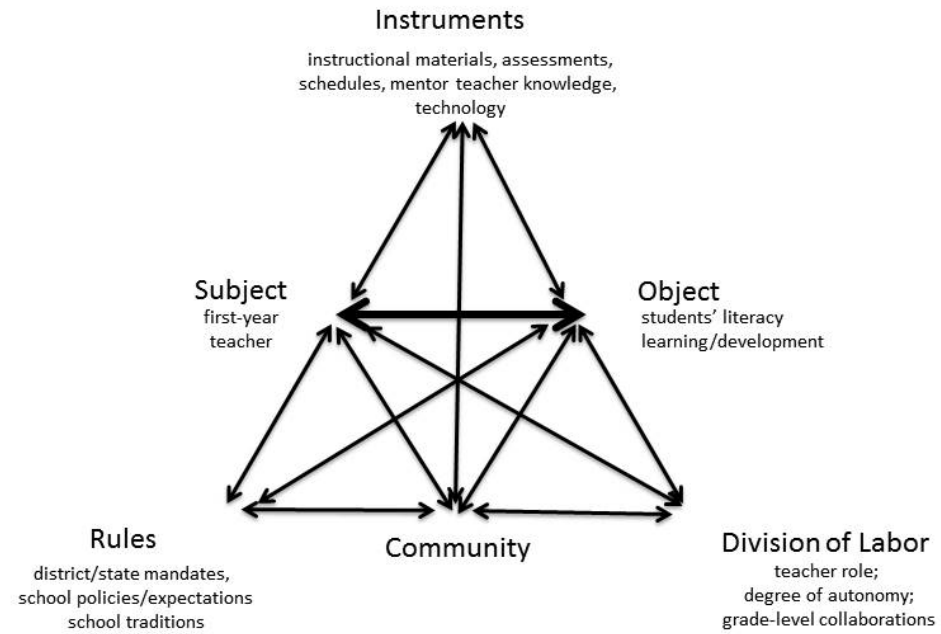 Instruments
instructional materials, assessments,
schedules, mentor teacher knowledge,
technology
Subject
first-year
teacher
Object
students' literacy
learning/development
Rules
district/state mandates,
school policies/expectations
school traditions
Community
Division of Labor
teacher role;
degree of autonomy;
grade-level collaborations